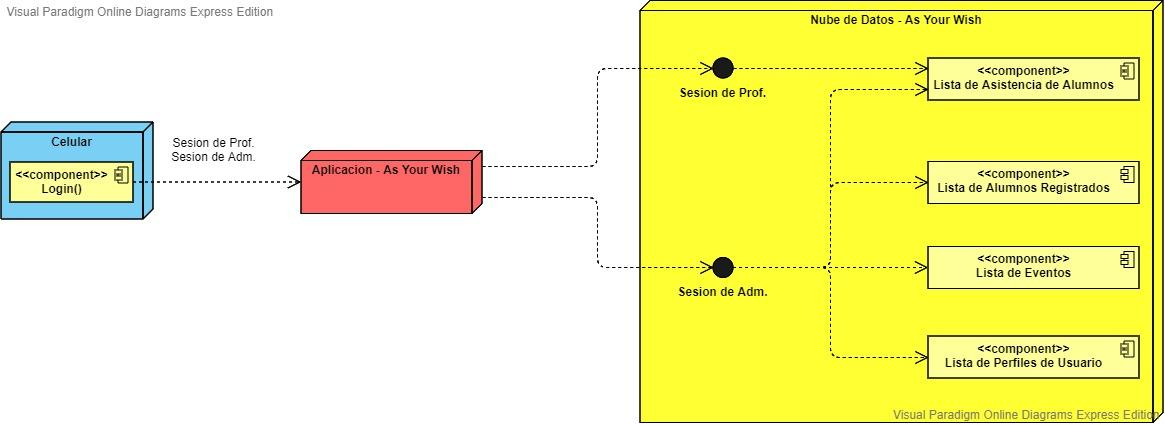 Visual Paradigm Online Diagrams Express Edition
Nube de Datos - As Your Wish
Celular
<<component>>
Login()
Sesion de Prof.
Sesion de Adm.
Aplicacion - As Your Wish
Sesion de Prof.
Sesion de Adm.
<<component>>
Lista de Asistencia de Alumnos
<<component>>
Lista de Alumnos Registrados
<<component>>
Lista de Eventos
<<component>>
Lista de Perfiles de Usuario
Visual Paradigm Online Diagrams Express Edition